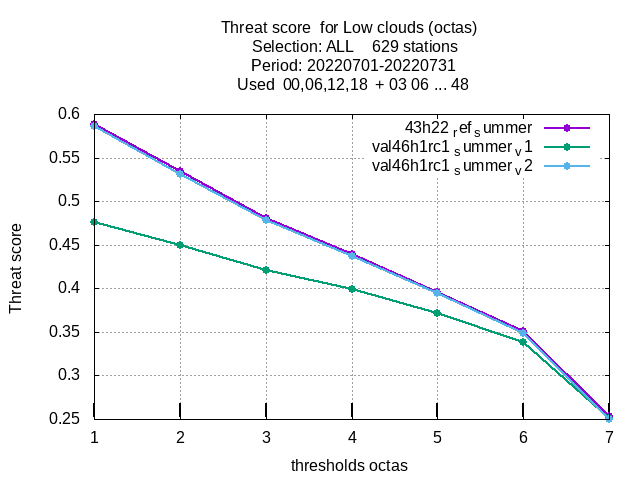 Threat score  for Low clouds (octas)
Selection: ALL    629 stations
Period: 20220701-20220731
Used  00,06,12,18  + 03 06 ... 48
43h22 ref summer
val46h1rc1 summer v1
val46h1rc1 summer v2
0.6
0.55
0.5
0.45
0.4
0.35
0.3
0.25
Threat score
1 2 3 4 5 6 7
thresholds octas